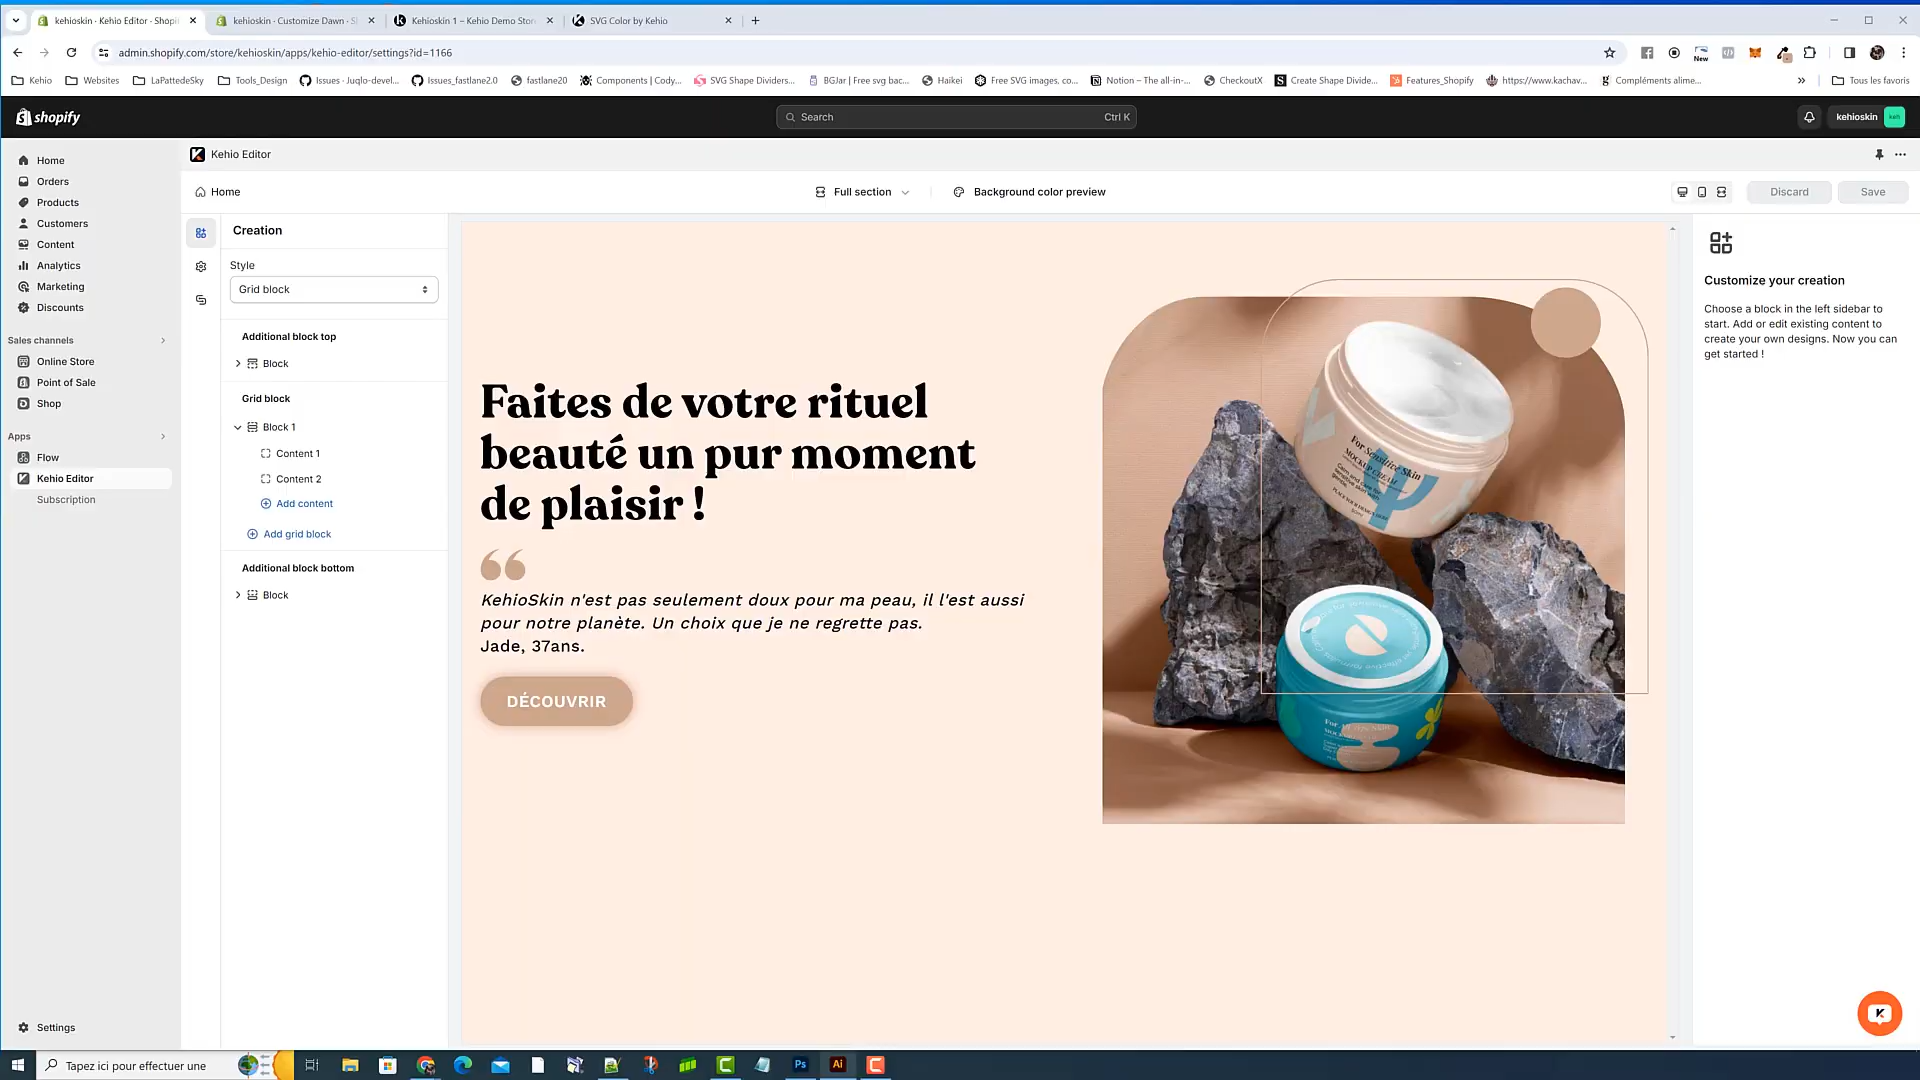 kehioskin · Kehio Editor · Shopi
kehioskin · Customize Dawn · S
Kehioskin 1 – Kehio Demo Store
SVG Color by Kehio
admin.shopify.com/store/kehioskin/apps/kehio-editor/settings?id=1166
New
Kehio
Websites
LaPattedeSky
Tools_Design
Issues · Juqlo-devel...
Issues_fastlane2.0
fastlane20
Components | Cody...
SVG Shape Dividers...
BGJar | Free svg bac...
Haikei
Free SVG images, co...
Notion – The all-in-...
CheckoutX
Create Shape Divide...
Features_Shopify
https://www.kachav...
Compléments alime...
»
Tous les favoris
shopify
Search
Ctrl K
kehioskin
keh
Kehio Editor
Home
Full section
Background color preview
Discard
Save
Home
Orders
Products
Customers
Content
Analytics
Marketing
Discounts
Sales channels
Online Store
Point of Sale
Shop
Apps
Flow
Kehio Editor
Subscription
Settings
Creation
Style
Grid block
Additional block top
Block
Grid block
Block 1
Content 1
Content 2
Add content
Add grid block
Additional block bottom
Block
Faites de votre rituel
beauté un pur moment
de plaisir !
KehioSkin n'est pas seulement doux pour ma peau, il l'est aussi
pour notre planète. Un choix que je ne regrette pas.
Jade, 37ans.
DÉCOUVRIR
For Sensitive Skin
MOCKUP CREAM
Customize your creation
Choose a block in the left sidebar to
start. Add or edit existing content to
create your own designs. Now you can
get started !
Tapez ici pour effectuer une
Ps
Ai